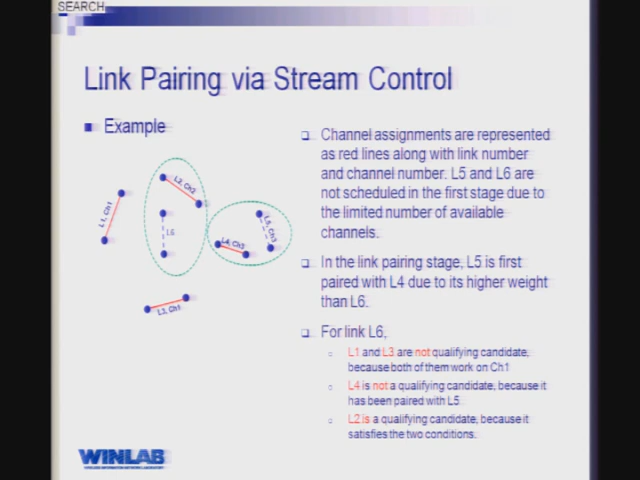 SEARCH
Link Pairing via Stream Control
Example
L1, Ch1
L2, Ch2
L6
L4, Ch3
L5, Ch3
L3, Ch1
Channel assignments are represented
as red lines along with link number
and channel number. L5 and L6 are
not scheduled in the first stage due to
the limited number of available
channels.
In the link pairing stage, L5 is first
paired with L4 due to its higher weight
than L6.
For link L6,
L1 and L3 are not qualifying candidate,
because both of them work on Ch1
L4 is not a qualifying candidate, because it
has been paired with L5
L2 is a qualifying candidate, because it
satisfies the two conditions.
WINLAB